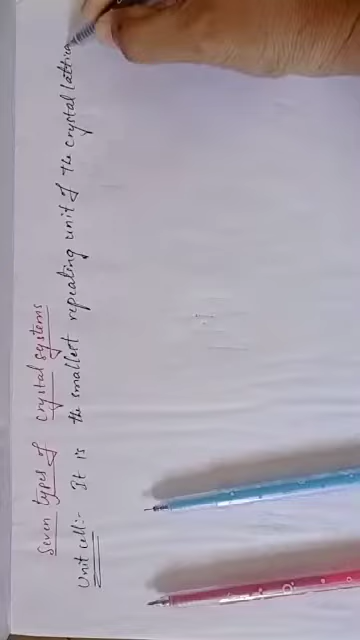 Seven types of crystal systems
Unit cell:- It is the smallest repeating unit of the crystal lattice